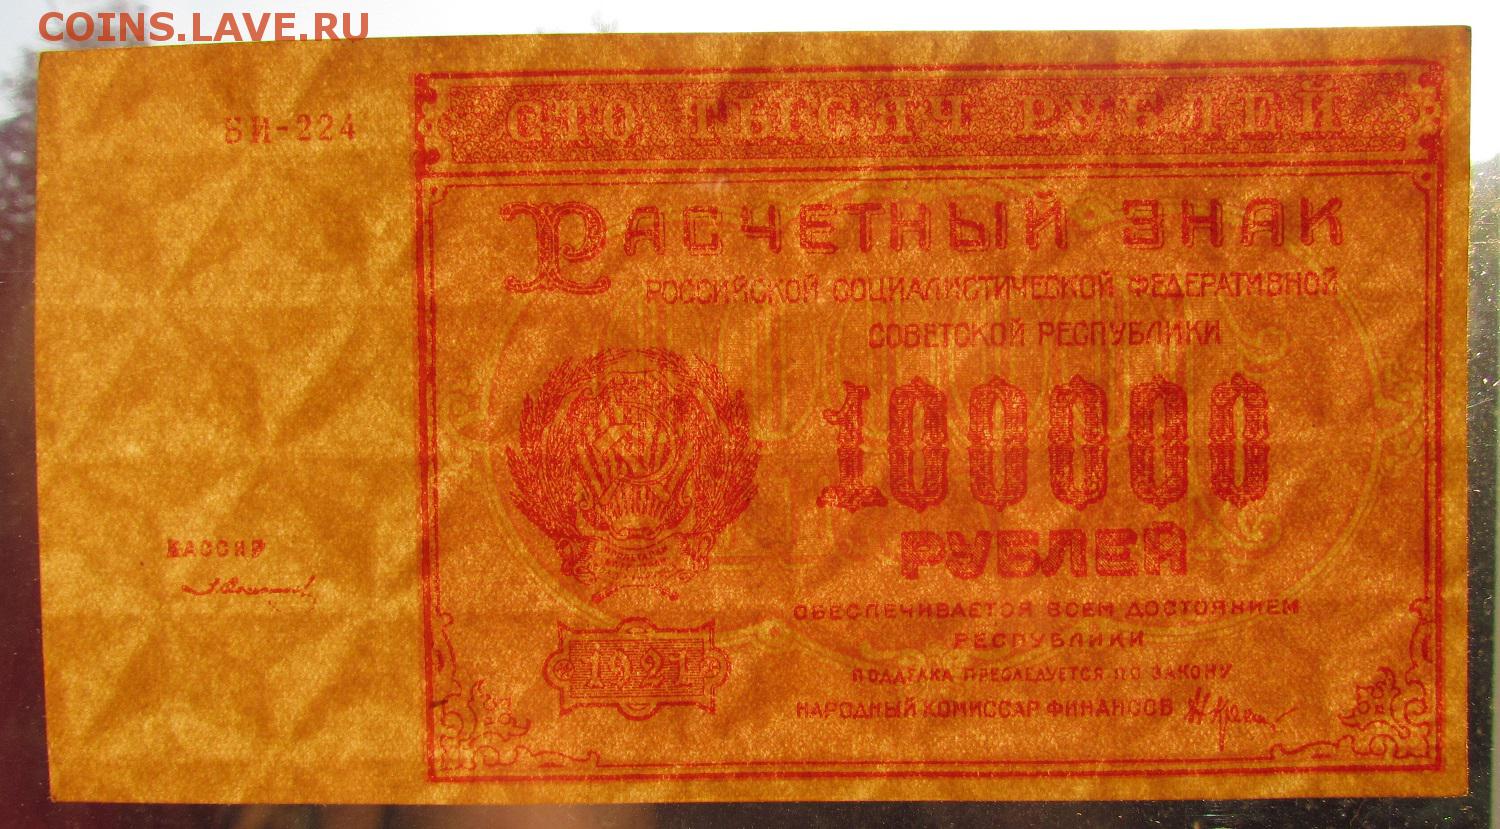 COINS.LAVE.RU
БИ-224
СТО ТЫСЯЧ РУБЛЕЙ
РАСЧЕТНЫЙ ЗНАК
РОССИЙСКОЙ СОЦИАЛИСТИЧЕСКОЙ ФЕДЕРАТИВНОЙ
СОВЕТСКОЙ РЕСПУБЛИКИ
100000
РУБЛЕЙ
КАССИР
ОБЕСПЕЧИВАЕТСЯ ВСЕМ ДОСТОЯНИЕМ
РЕСПУБЛИКИ
1921
ПОДДЕЛКА ПРЕСЛЕДУЕТСЯ ПО ЗАКОНУ
НАРОДНЫЙ КОМИССАР ФИНАНСОВ